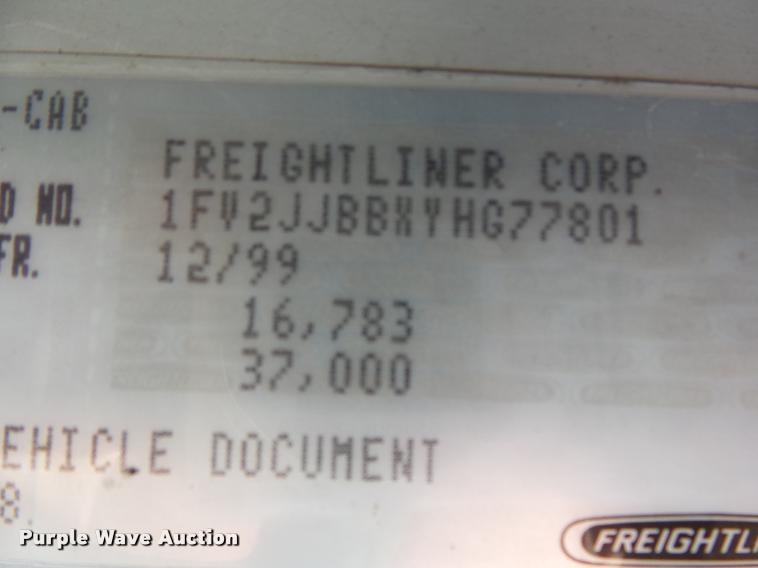 -CAB
FREIGHTLINER CORP.
D NO. 1FV2JJBBXYHG77801
FR. 12/99
16,783
37,000
EHICLE DOCUMENT
8.
FREIGHTLI
Purple Wave Auction